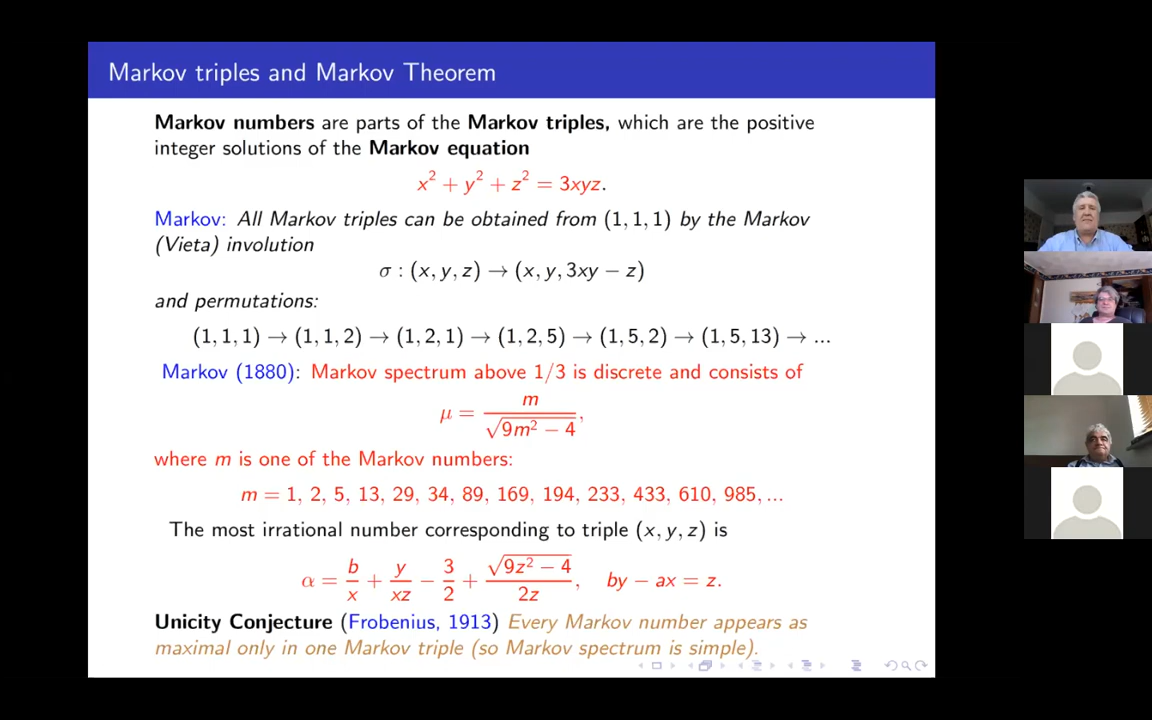 Markov triples and Markov Theorem
Markov numbers are parts of the Markov triples, which are the positive
integer solutions of the Markov equation
x² + y² + z² = 3xyz.
Markov: All Markov triples can be obtained from (1, 1, 1) by the Markov
(Vieta) involution
σ : (x, y, z) → (x, y, 3xy − z)
and permutations:
(1, 1, 1) → (1, 1, 2) → (1, 2, 1) → (1, 2, 5) → (1, 5, 2) → (1, 5, 13) → ...
Markov (1880): Markov spectrum above 1/3 is discrete and consists of
μ = m / √(9m² − 4),
where m is one of the Markov numbers:
m = 1, 2, 5, 13, 29, 34, 89, 169, 194, 233, 433, 610, 985, ...
The most irrational number corresponding to triple (x, y, z) is
α = b/x + y/xz − 3/2 + √(9z² − 4)/2z, by − ax = z.
Unicity Conjecture (Frobenius, 1913) Every Markov number appears as
maximal only in one Markov triple (so Markov spectrum is simple).